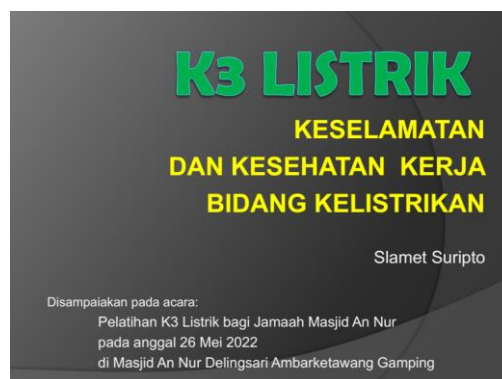 K3 LISTRIK
KESELAMATAN
DAN KESEHATAN KERJA
BIDANG KELISTRIKAN
Slamet Suripto
Disampaiakan pada acara:
Pelatihan K3 Listrik bagi Jamaah Masjid An Nur
pada anggal 26 Mei 2022
di Masjid An Nur Delingsari Ambarketawang Gamping